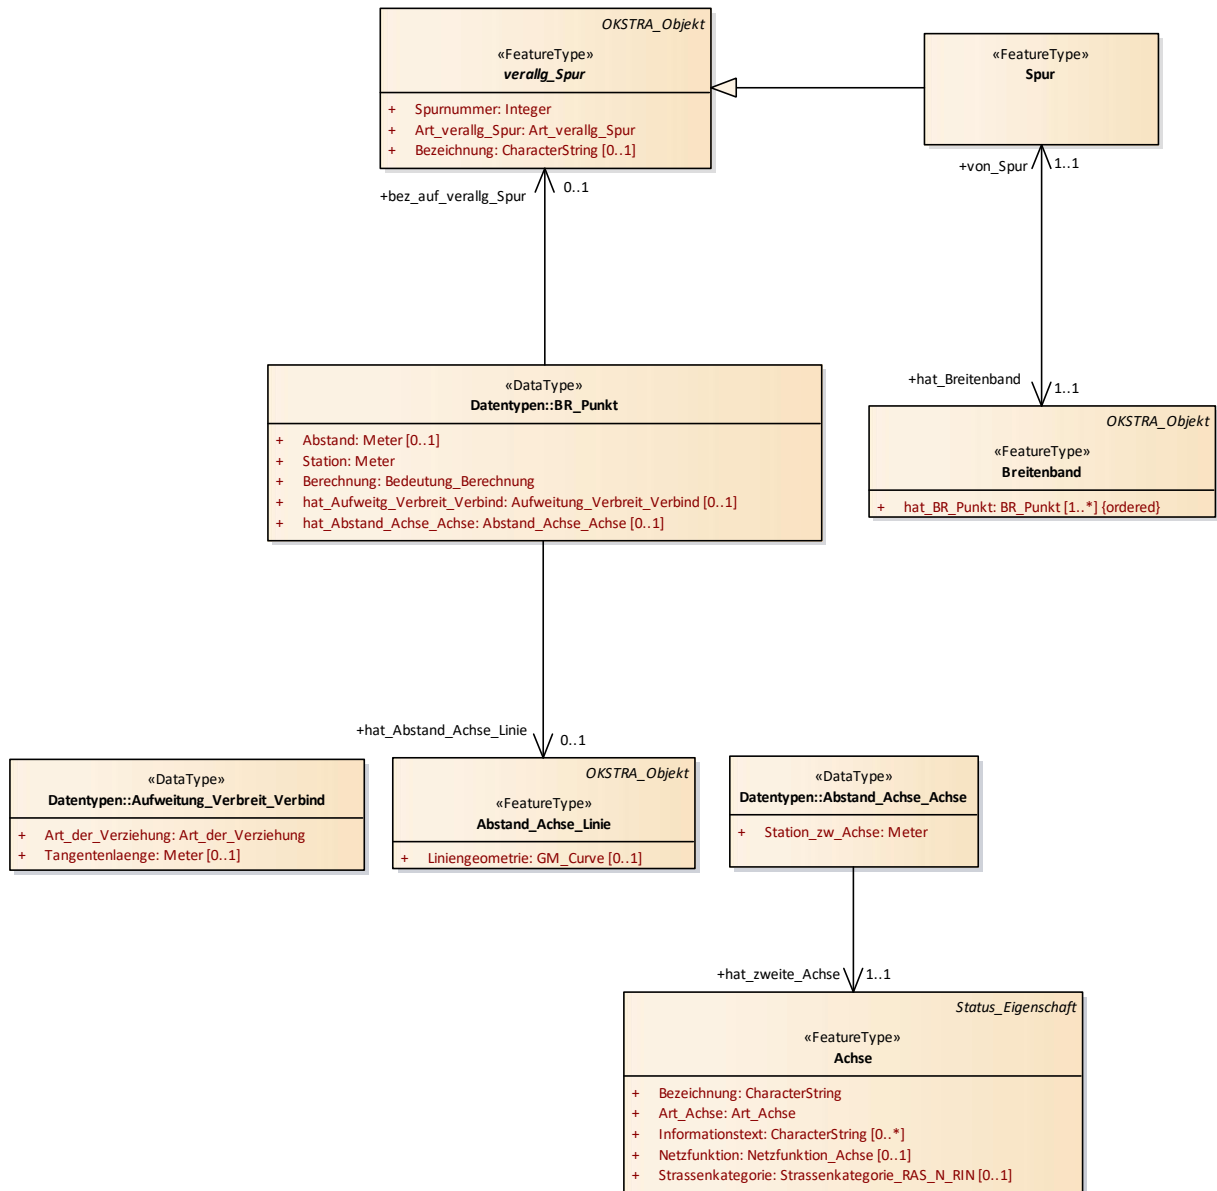 OKSTRA_Objekt
«FeatureType»
verallg_Spur
+ Spurnummer: Integer
+ Art_verallg_Spur: Art_verallg_Spur
+ Bezeichnung: CharacterString [0..1]
«FeatureType»
Spur
+bez_auf_verallg_Spur
0..1
+von_Spur
1..1
«DataType»
Datentypen::BR_Punkt
+ Abstand: Meter [0..1]
+ Station: Meter
+ Berechnung: Bedeutung_Berechnung
+ hat_Aufweitg_Verbreit_Verbind: Aufweitung_Verbreit_Verbind [0..1]
+ hat_Abstand_Achse_Achse: Abstand_Achse_Achse [0..1]
+hat_Breitenband
1..1
OKSTRA_Objekt
«FeatureType»
Breitenband
+ hat_BR_Punkt: BR_Punkt [1..*] {ordered}
+hat_Abstand_Achse_Linie
0..1
«DataType»
Datentypen::Aufweitung_Verbreit_Verbind
+ Art_der_Verziehung: Art_der_Verziehung
+ Tangentenlaenge: Meter [0..1]
OKSTRA_Objekt
«FeatureType»
Abstand_Achse_Linie
+ Liniengeometrie: GM_Curve [0..1]
«DataType»
Datentypen::Abstand_Achse_Achse
+ Station_zw_Achse: Meter
+hat_zweite_Achse
1..1
Status_Eigenschaft
«FeatureType»
Achse
+ Bezeichnung: CharacterString
+ Art_Achse: Art_Achse
+ Informationstext: CharacterString [0..*]
+ Netzfunktion: Netzfunktion_Achse [0..1]
+ Strassenkategorie: Strassenkategorie_RAS_N_RIN [0..1]